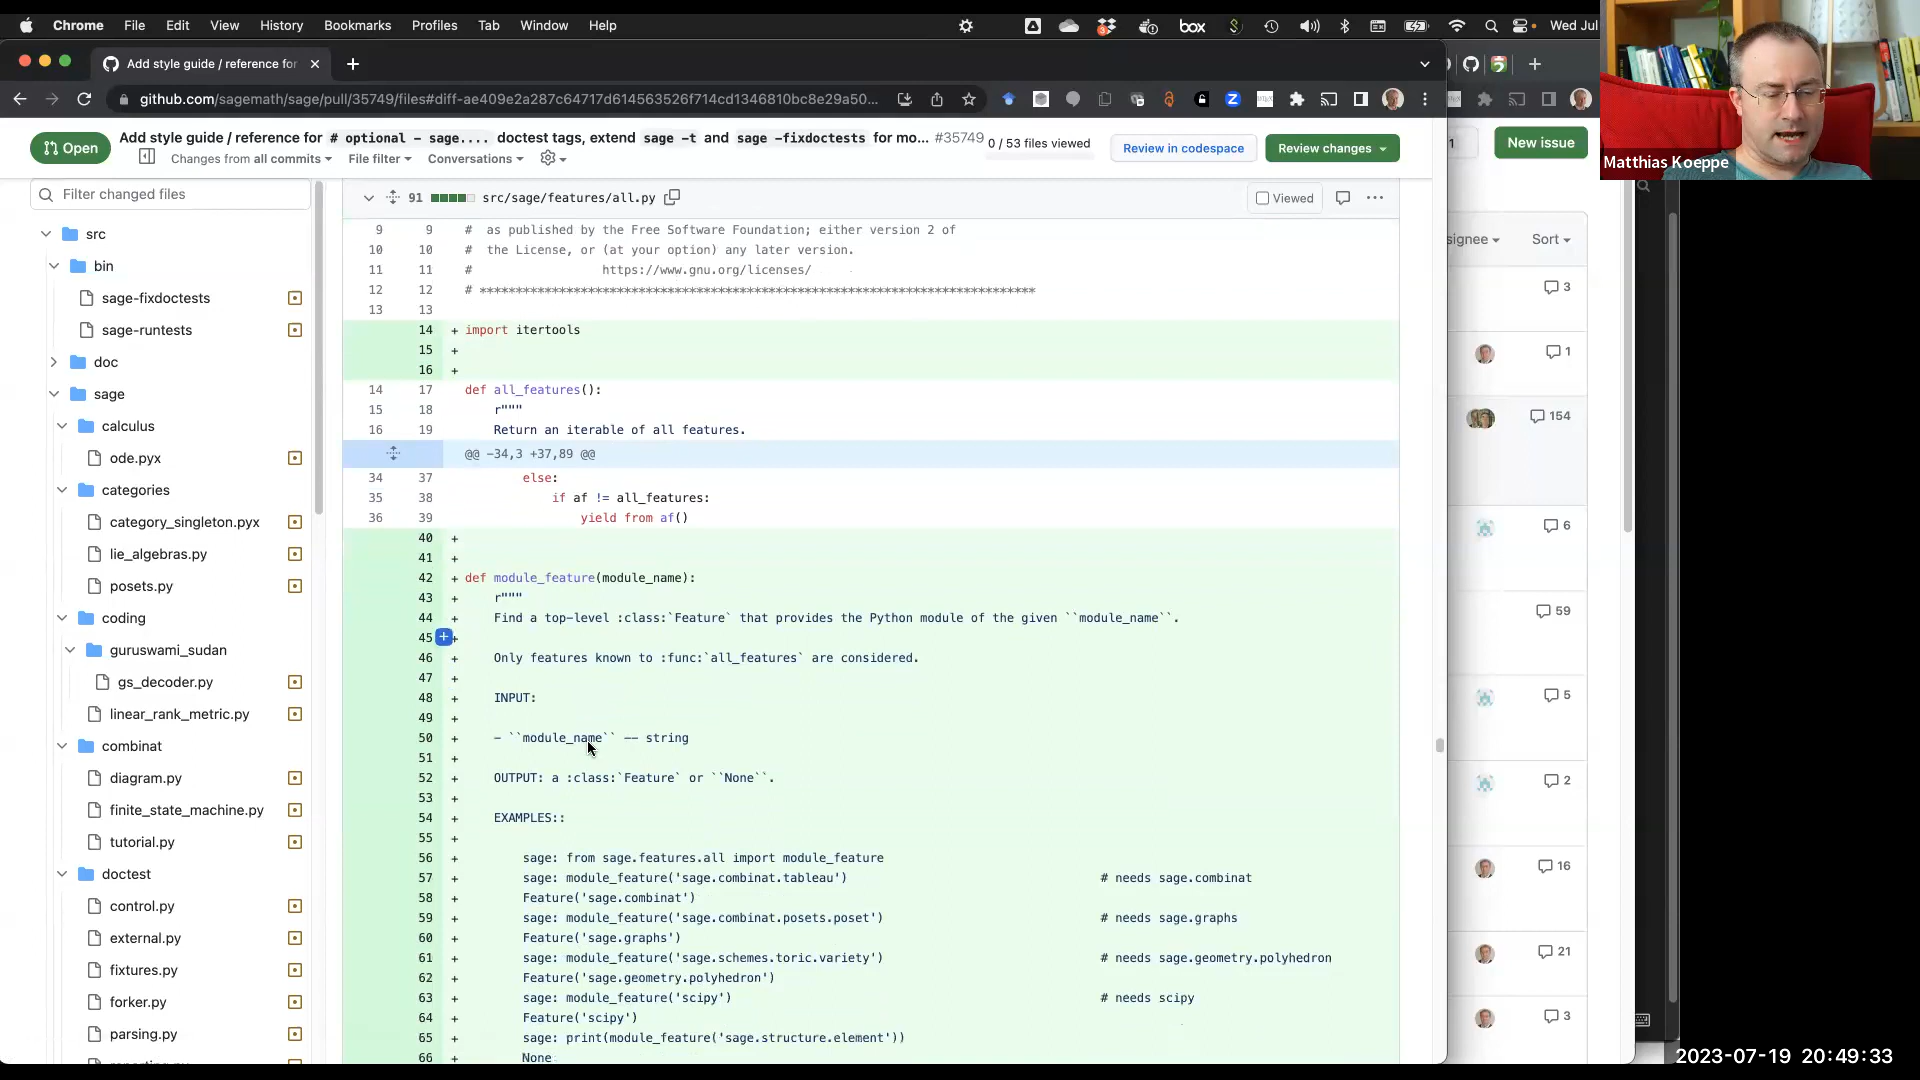 Chrome File Edit View History Bookmarks Profiles Tab Window Help
box
Wed Jul
Add style guide / reference for
github.com/sagemath/sage/pull/35749/files#diff-ae409e2a287c64717d614563526f714cd1346810bc8e29a50...
Matthias Koeppe
Open
Add style guide / reference for # optional - sage.... doctest tags, extend sage -t and sage -fixdoctests for mo... #35749
Changes from all commits
File filter
Conversations
0 / 53 files viewed
Review in codespace
Review changes
1
New issue
Filter changed files
src
bin
sage-fixdoctests
sage-runtests
doc
sage
calculus
ode.pyx
categories
category_singleton.pyx
lie_algebras.py
posets.py
coding
guruswami_sudan
gs_decoder.py
linear_rank_metric.py
combinat
diagram.py
finite_state_machine.py
tutorial.py
doctest
control.py
external.py
fixtures.py
forker.py
parsing.py
91 src/sage/features/all.py
Viewed
9 9 # as published by the Free Software Foundation; either version 2 of
10 10 # the License, or (at your option) any later version.
11 11 # https://www.gnu.org/licenses/
12 12 # *****************************************************************************
13 13
14 + import itertools
15 +
16 +
14 17 def all_features():
15 18 r"""
16 19 Return an iterable of all features.
@@ -34,3 +37,89 @@
34 37 else:
35 38 if af != all_features:
36 39 yield from af()
40 +
41 +
42 + def module_feature(module_name):
43 + r"""
44 + Find a top-level :class:`Feature` that provides the Python module of the given ``module_name``.
45 +
46 + Only features known to :func:`all_features` are considered.
47 +
48 + INPUT:
49 +
50 + - ``module_name`` -- string
51 +
52 + OUTPUT: a :class:`Feature` or ``None``.
53 +
54 + EXAMPLES::
55 +
56 + sage: from sage.features.all import module_feature
57 + sage: module_feature('sage.combinat.tableau') # needs sage.combinat
58 + Feature('sage.combinat')
59 + sage: module_feature('sage.combinat.posets.poset') # needs sage.graphs
60 + Feature('sage.graphs')
61 + sage: module_feature('sage.schemes.toric.variety') # needs sage.geometry.polyhedron
62 + Feature('sage.geometry.polyhedron')
63 + sage: module_feature('scipy') # needs scipy
64 + Feature('scipy')
65 + sage: print(module_feature('sage.structure.element'))
66 + None
signee Sort
3
1
154
6
59
5
2
16
21
3
2023-07-19 20:49:33